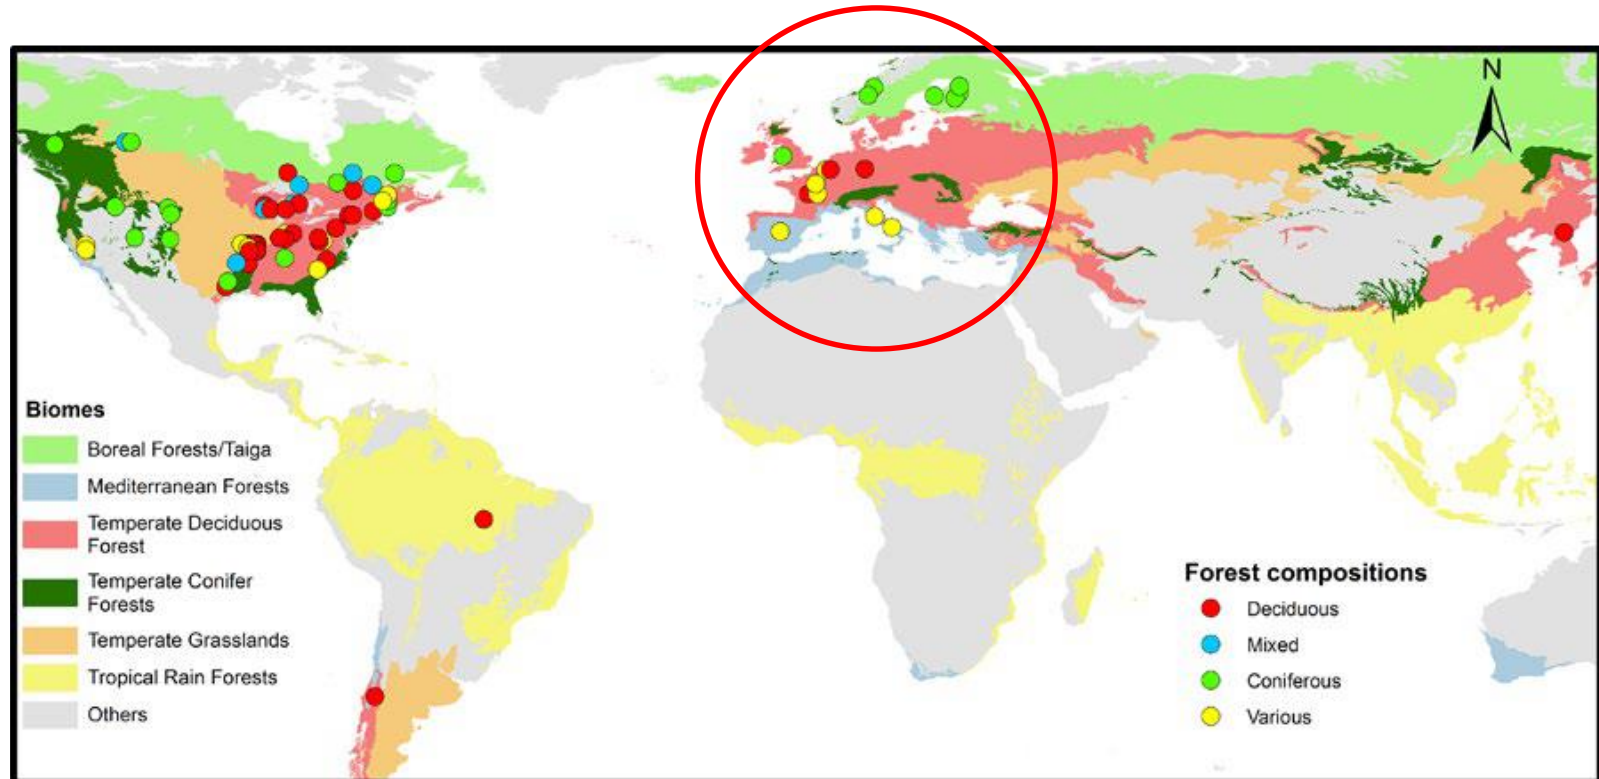 N
Biomes
Boreal Forests/Taiga
Mediterranean Forests
Temperate Deciduous
Forest
Temperate Conifer
Forests
Temperate Grasslands
Tropical Rain Forests
Others
Forest compositions
Deciduous
Mixed
Coniferous
Various